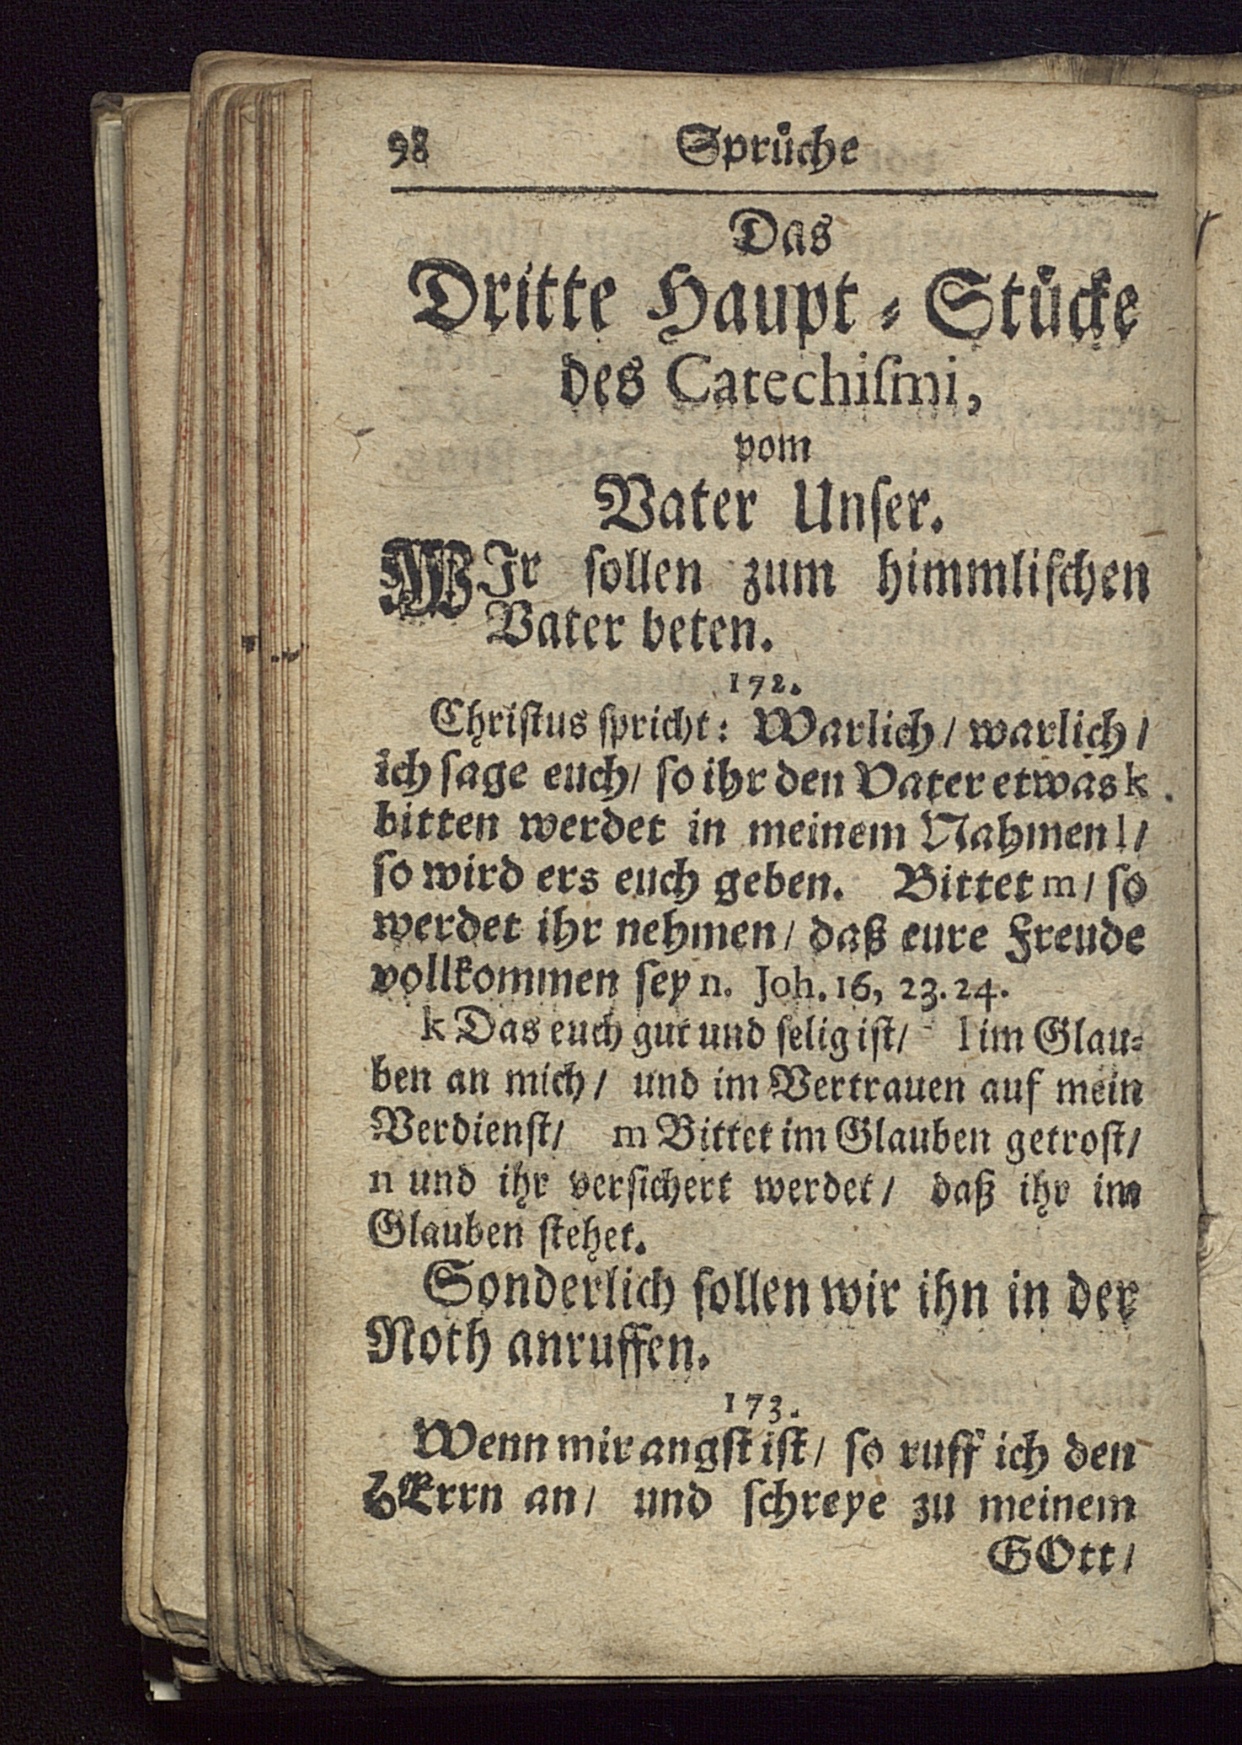 98 Sprüche
Das
Dritte Haupt-Stücke
des Catechiſmi,
vom
Vater Unſer.
WIr ſollen zum himmliſchen
Vater beten.
172.
Chriſtus ſpricht: Warlich/ warlich/
ich ſage euch/ ſo ihr den Vater etwas k
bitten werdet in meinem Nahmen l/
ſo wird ers euch geben. Bittet m/ ſo
werdet ihr nehmen/ daß eure Freude
vollkommen ſey n. Joh. 16, 23. 24.
k Das euch gut und ſelig iſt/ l im Glau-
ben an mich/ und im Vertrauen auf mein
Verdienſt/ m Bittet im Glauben getroſt/
n und ihr verſichert werdet/ daß ihr im
Glauben ſtehet.
Sonderlich ſollen wir ihn in der
Noth anruffen.
173.
Wenn mir angſt iſt/ ſo ruff ich den
HErrn an/ und ſchreye zu meinem
GOtt/